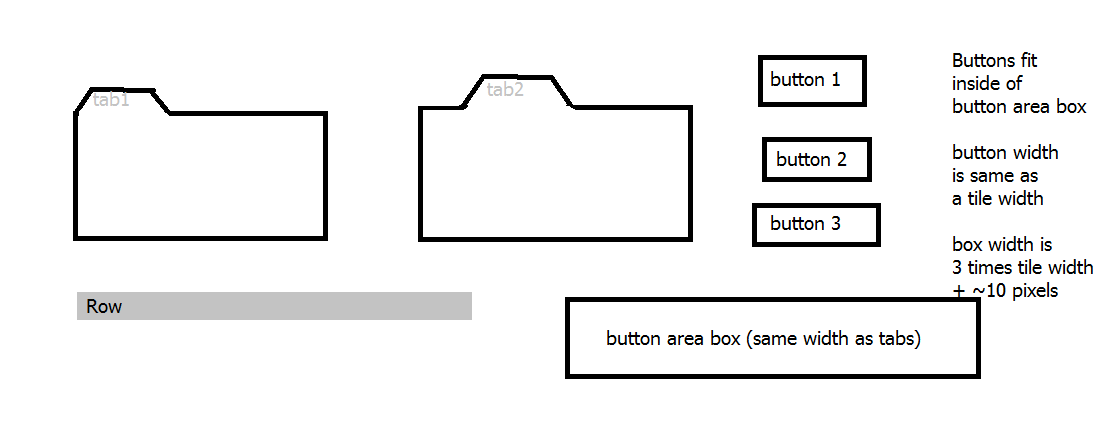 tab1
tab2
button 1
button 2
button 3
Buttons fit
inside of
button area box
button width
is same as
a tile width
box width is
3 times tile width
+ ~10 pixels
Row
button area box (same width as tabs)